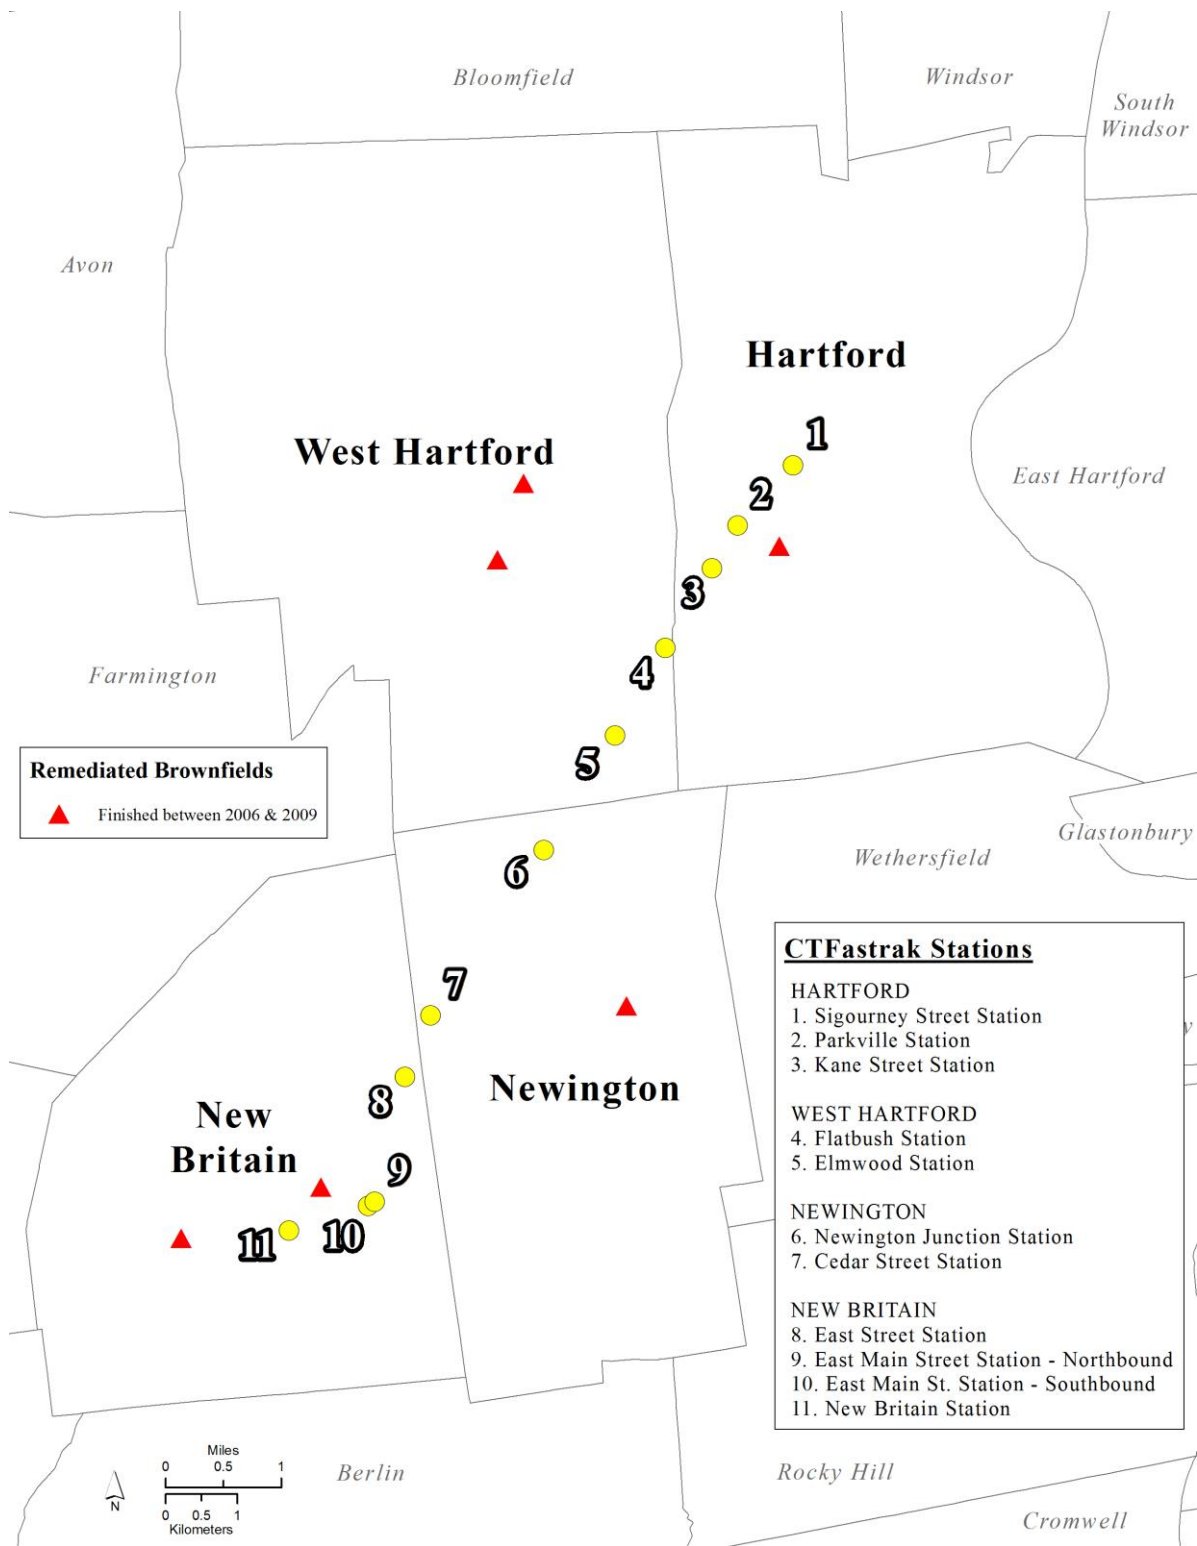 Bloomfield
Windsor
South
Windsor
Avon
Hartford
West Hartford
1
2
East Hartford
3
4
Farmington
5
Remediated Brownfields
Finished between 2006 & 2009
Glastonbury
Wethersfield
6
7
CTFastrak Stations
HARTFORD
1. Sigourney Street Station
2. Parkville Station
3. Kane Street Station
WEST HARTFORD
4. Flatbush Station
5. Elmwood Station
NEWINGTON
6. Newington Junction Station
7. Cedar Street Station
NEW BRITAIN
8. East Street Station
9. East Main Street Station - Northbound
10. East Main St. Station - Southbound
11. New Britain Station
y
Newington
8
New
Britain
9
10
11
Miles
0 0.5 1
0 0.5 1
Kilometers
N
Berlin
Rocky Hill
Cromwell